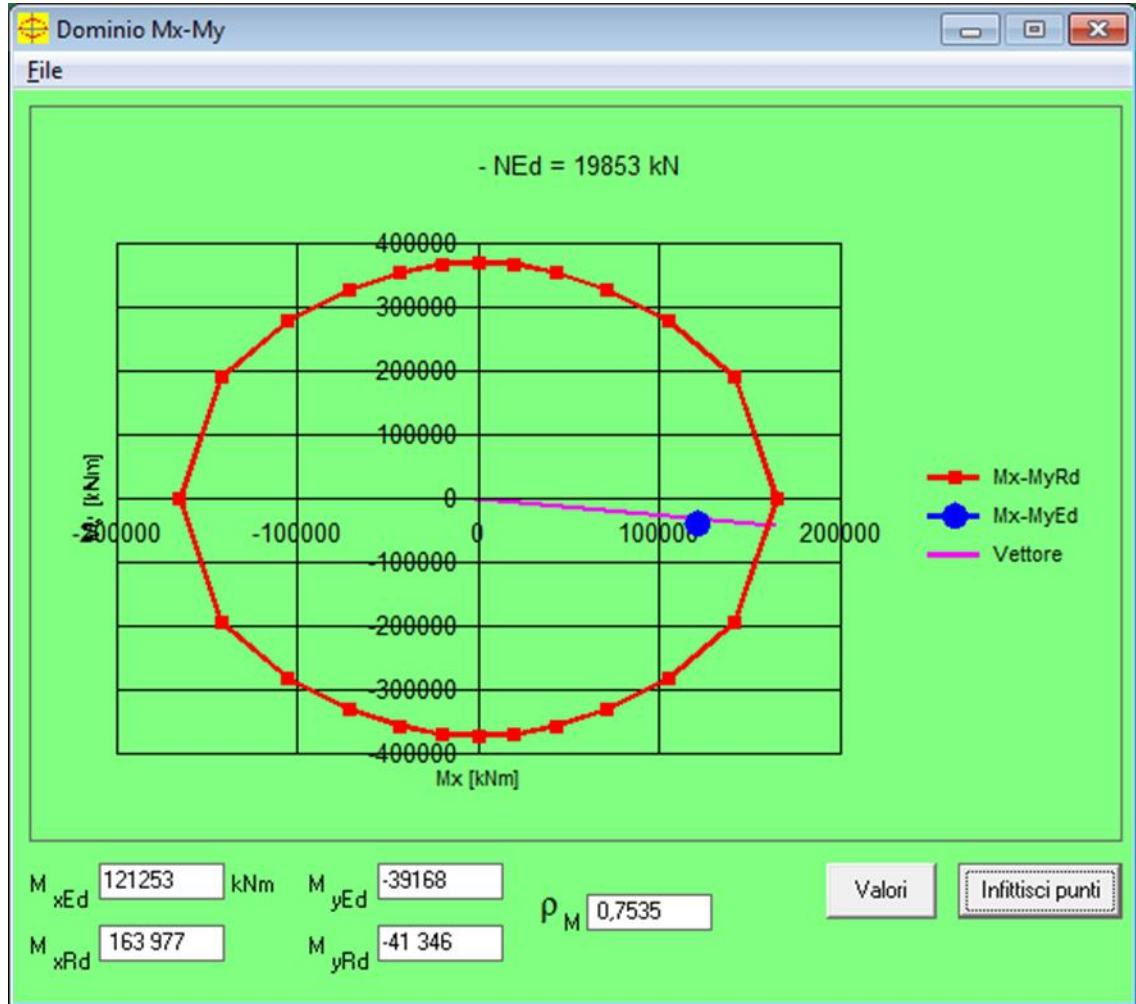 Dominio Mx-My
File
- NEd = 19853 kN
400000
300000
200000
100000
0
-200000 -100000 0 100000 200000
-100000
-200000
-300000
-400000
[kNm]
Mx [kNm]
Mx-MyRd
Mx-MyEd
Vettore
M xEd 121253 kNm M yEd -39168
M xRd 163 977 M yRd -41 346
ρ M 0,7535
Valori Infittisci punti